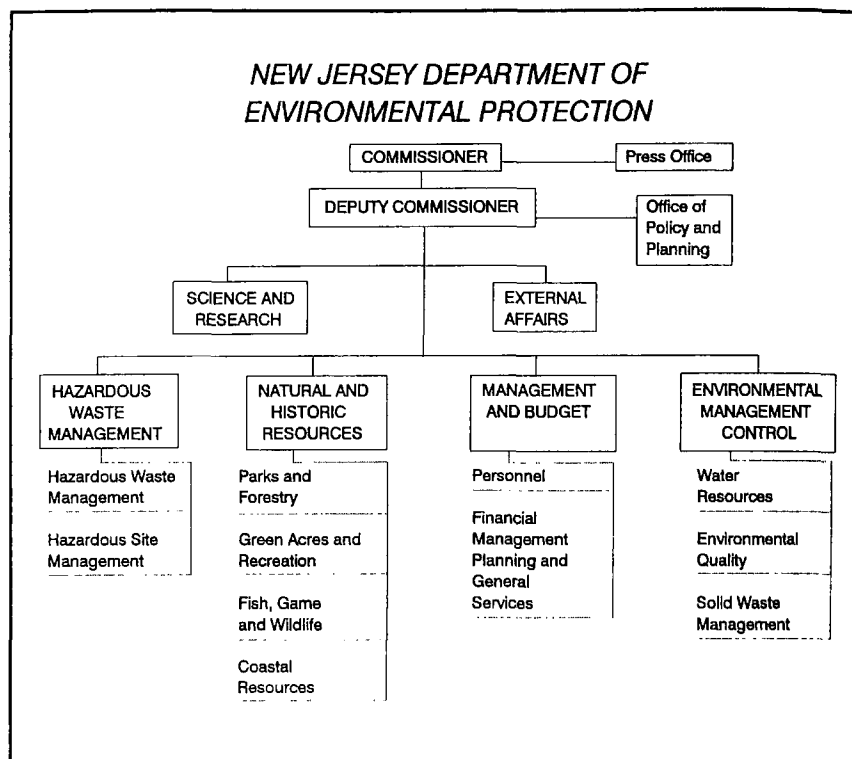 NEW JERSEY DEPARTMENT OF
ENVIRONMENTAL PROTECTION
COMMISSIONER
Press Office
DEPUTY COMMISSIONER
Office of
Policy and
Planning
SCIENCE AND
RESEARCH
EXTERNAL
AFFAIRS
HAZARDOUS
WASTE
MANAGEMENT
Hazardous Waste
Management
Hazardous Site
Management
NATURAL AND
HISTORIC
RESOURCES
Parks and
Forestry
Green Acres and
Recreation
Fish, Game
and Wildlife
Coastal
Resources
MANAGEMENT
AND BUDGET
Personnel
Financial
Management
Planning and
General
Services
ENVIRONMENTAL
MANAGEMENT
CONTROL
Water
Resources
Environmental
Quality
Solid Waste
Management